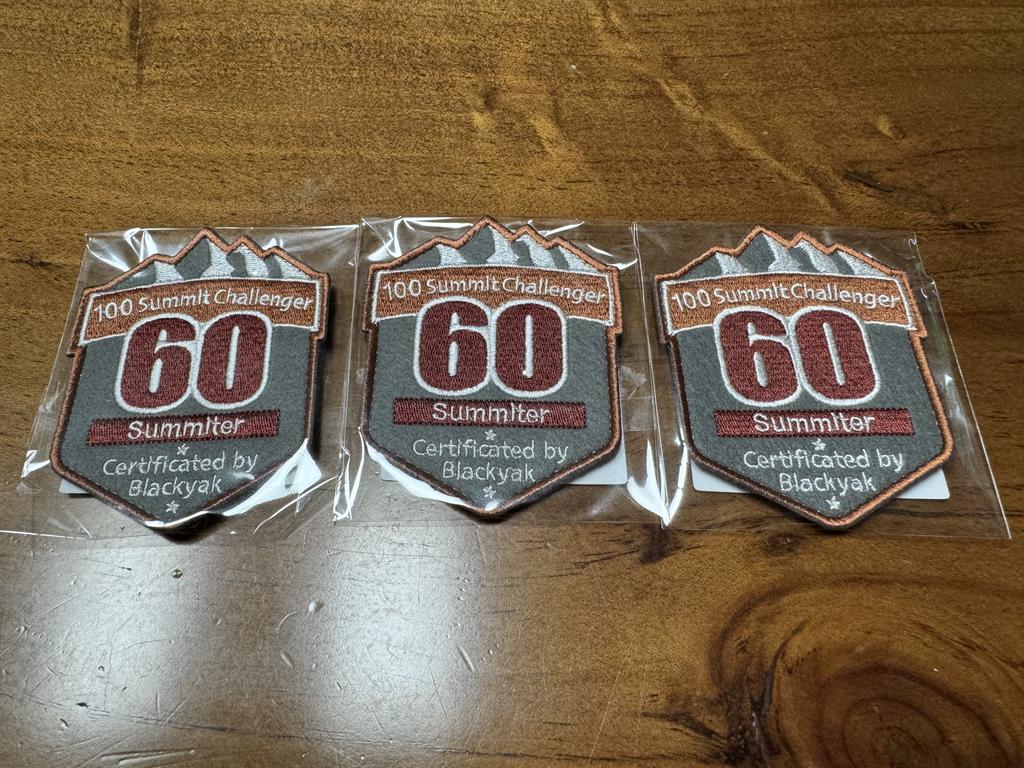 100 Summit Challenger
60
Summiter
Certificated by
Blackyak
100 Summit Challenger
60
Summiter
Certificated by
Blackyak
100 Summit Challenger
60
Summiter
Certificated by
Blackyak